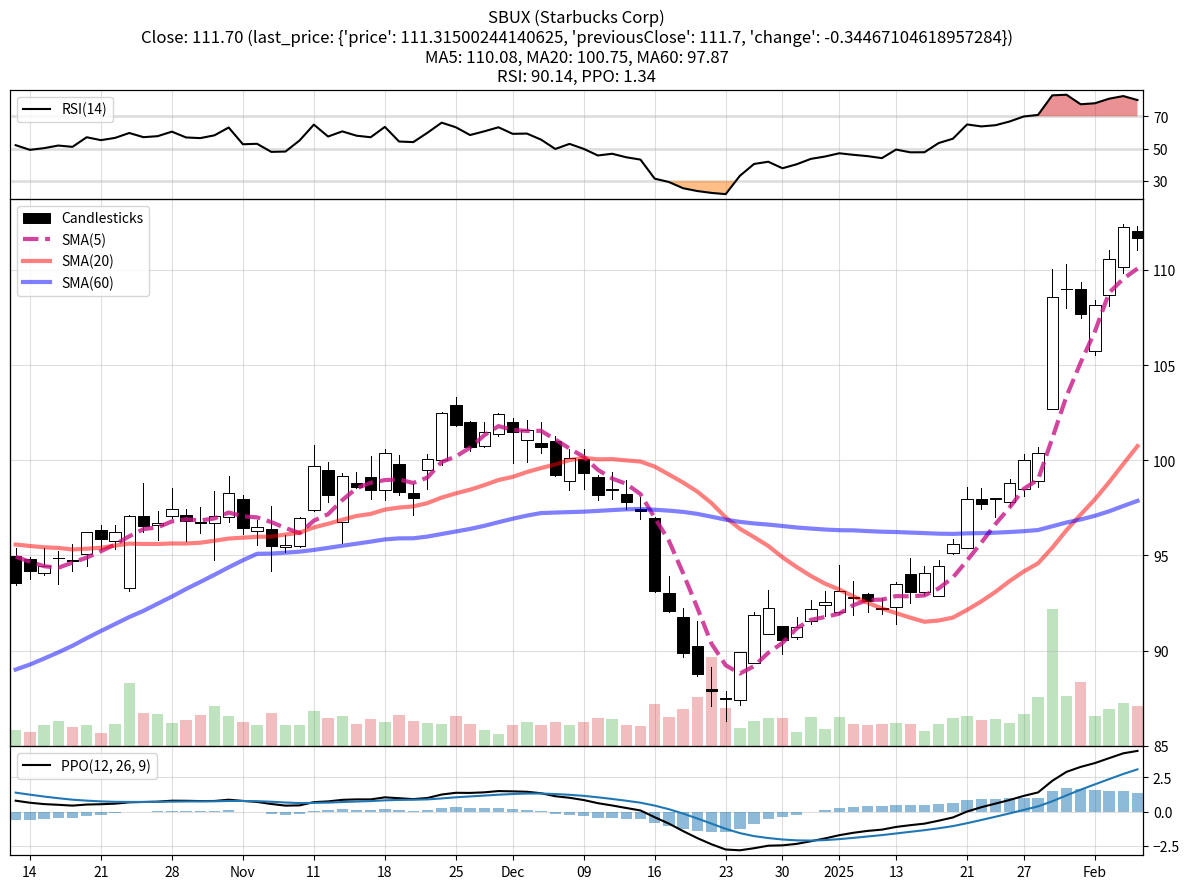 SBUX (Starbucks Corp)
Close: 111.70 (last_price: {'price': 111.31500244140625, 'previousClose': 111.7, 'change': -0.34467104618957284})
MA5: 110.08, MA20: 100.75, MA60: 97.87
RSI: 90.14, PPO: 1.34
RSI(14)
70
50
30
Candlesticks
SMA(5)
SMA(20)
SMA(60)
110
105
100
95
90
85
PPO(12, 26, 9)
2.5
0.0
−2.5
14 21 28 Nov 11 18 25 Dec 09 16 23 30 2025 13 21 27 Feb